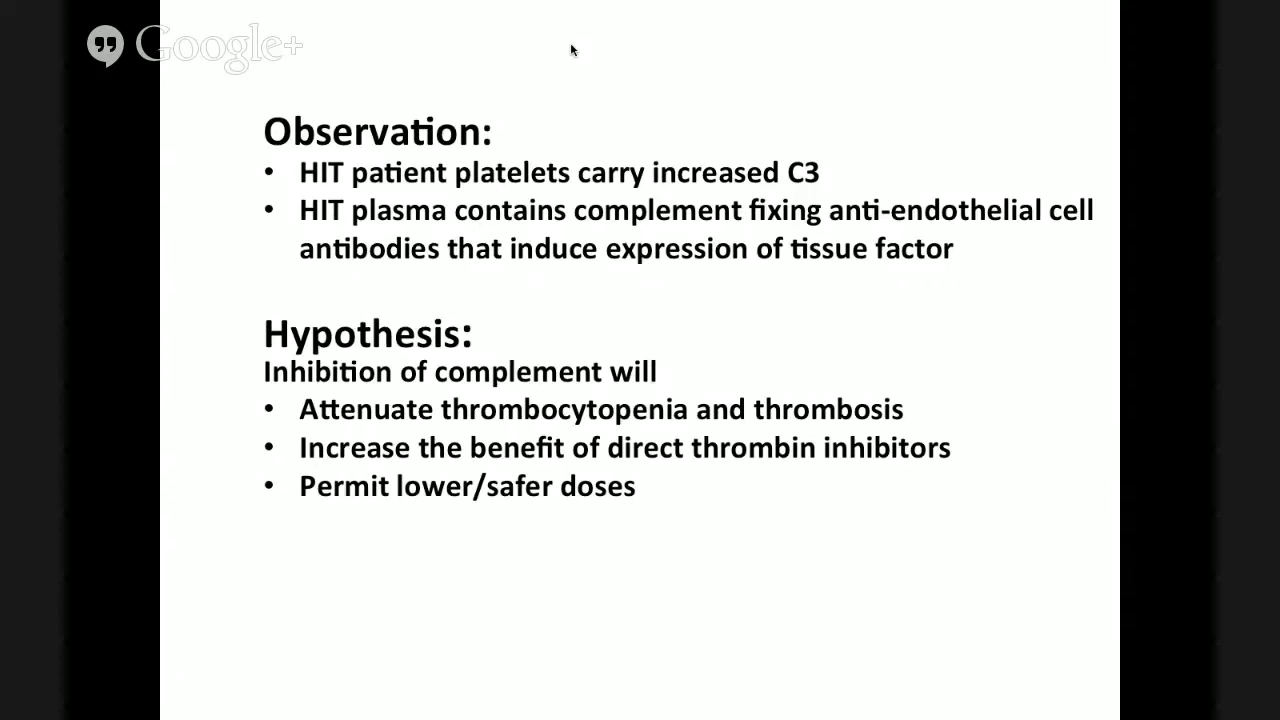 Google+
Observation:
• HIT patient platelets carry increased C3
• HIT plasma contains complement fixing anti-endothelial cell
antibodies that induce expression of tissue factor
Hypothesis:
Inhibition of complement will
• Attenuate thrombocytopenia and thrombosis
• Increase the benefit of direct thrombin inhibitors
• Permit lower/safer doses